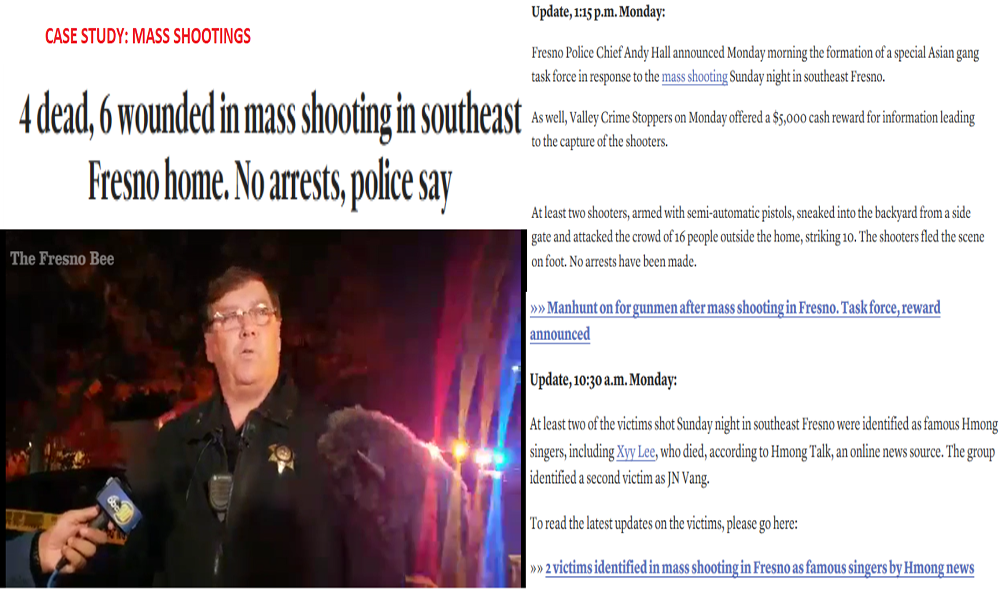 CASE STUDY: MASS SHOOTINGS
4 dead, 6 wounded in mass shooting in southeast
Fresno home. No arrests, police say
The Fresno Bee
Update, 1:15 p.m. Monday:
Fresno Police Chief Andy Hall announced Monday morning the formation of a special Asian gang
task force in response to the mass shooting Sunday night in southeast Fresno.
As well, Valley Crime Stoppers on Monday offered a $5,000 cash reward for information leading
to the capture of the shooters.
At least two shooters, armed with semi-automatic pistols, sneaked into the backyard from a side
gate and attacked the crowd of 16 people outside the home, striking 10. The shooters fled the scene
on foot. No arrests have been made.
»» Manhunt on for gunmen after mass shooting in Fresno. Task force, reward
announced
Update, 10:30 a.m. Monday:
At least two of the victims shot Sunday night in southeast Fresno were identified as famous Hmong
singers, including Xyy Lee, who died, according to Hmong Talk, an online news source. The group
identified a second victim as JN Vang.
To read the latest updates on the victims, please go here:
»» 2 victims identified in mass shooting in Fresno as famous singers by Hmong news